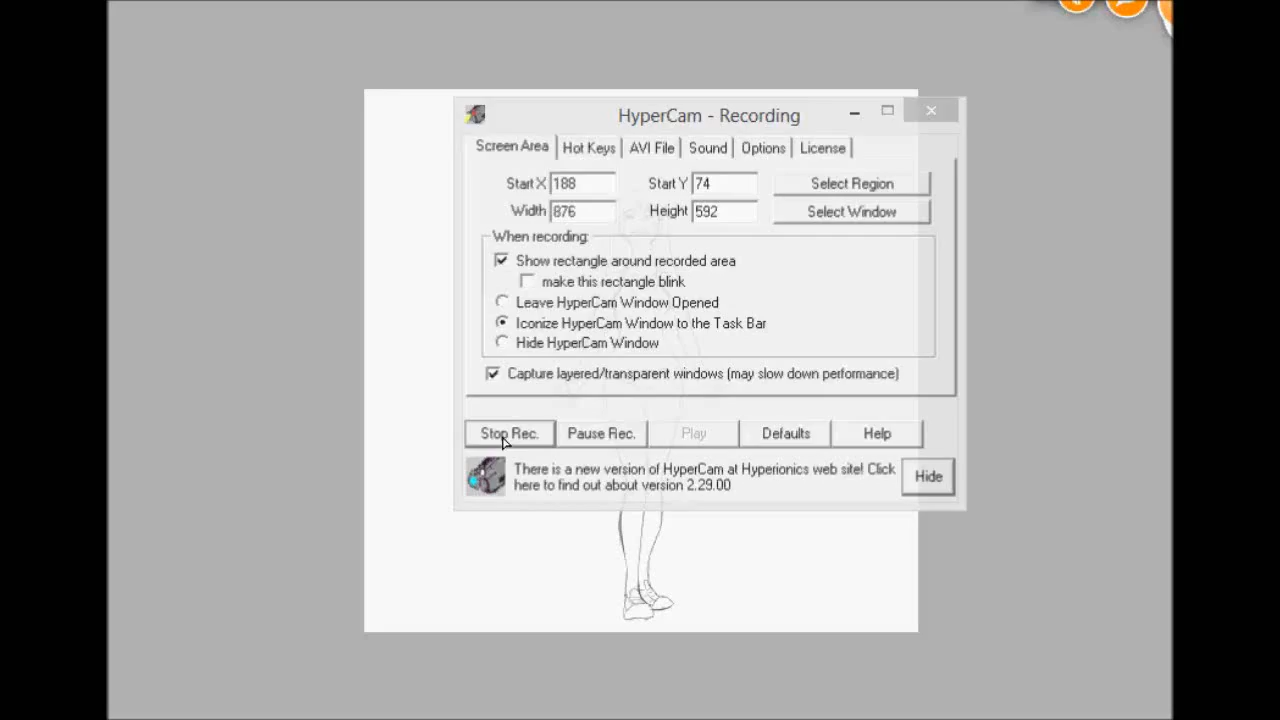 HyperCam - Recording
Screen Area Hot Keys AVI File Sound Options License
Start X 188 Start Y 74 Select Region
Width 876 Height 592 Select Window
When recording:
Show rectangle around recorded area
make this rectangle blink
Leave HyperCam Window Opened
Iconize HyperCam Window to the Task Bar
Hide HyperCam Window
Capture layered/transparent windows (may slow down performance)
Stop Rec. Pause Rec. Play Defaults Help
There is a new version of HyperCam at Hyperionics web site! Click
here to find out about version 2.29.00
Hide